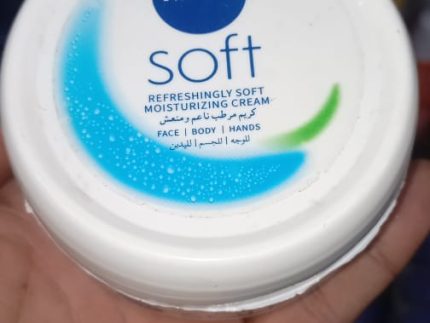 soft
REFRESHINGLY SOFT
MOISTURIZING CREAM
كريم مرطب ناعم ومنعش
FACE | BODY | HANDS
للوجه | للجسم | لليدين